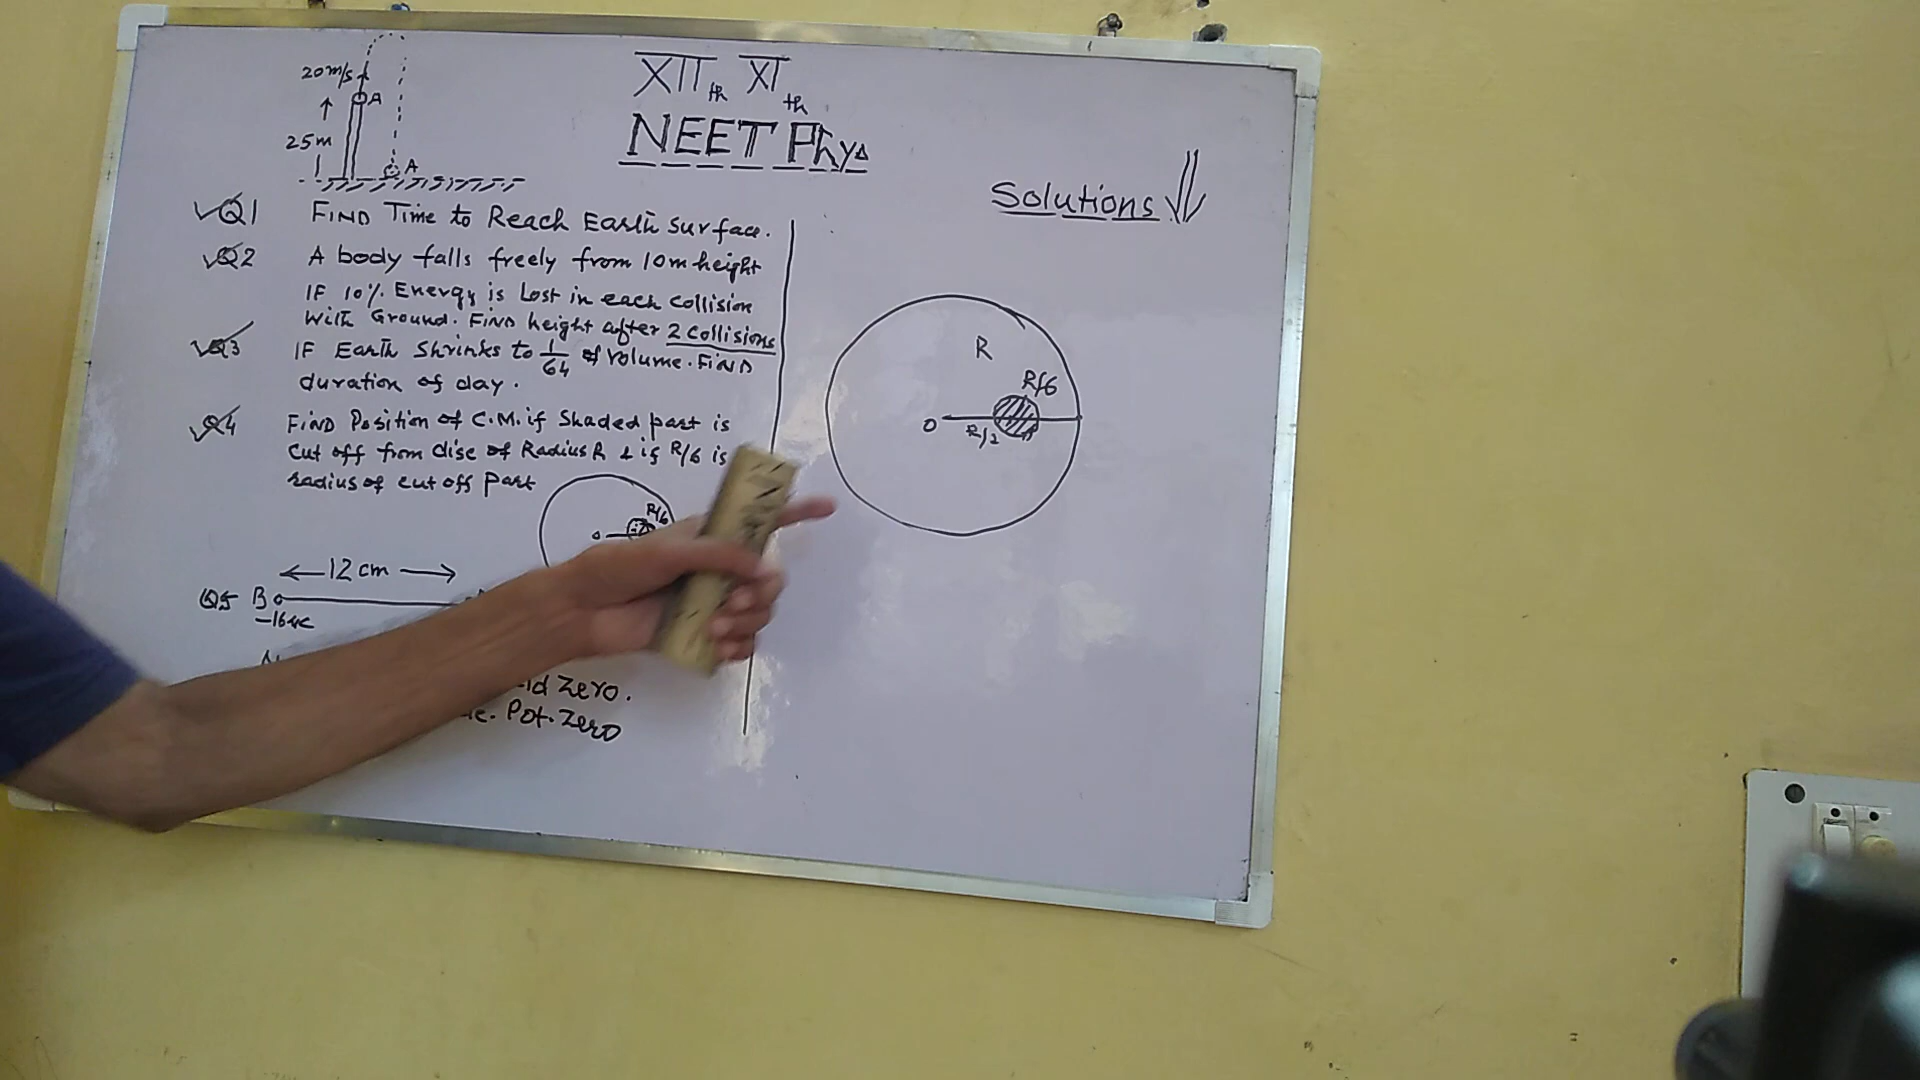 20m/s
A
25m
A
XIIth XIth
NEET Phys
Solutions
Q1 FIND Time to Reach Earth Surface.
Q2 A body falls freely from 10m height
IF 10% Energy is Lost in each collision
With Ground. FIND height after 2 collisions
Q3 IF Earth Shrinks to 1/64 of volume. FIND
duration of day.
Q4 FIND Position of C.M. if Shaded part is
Cut off from disc of Radius R & if R/6 is
radius of cut off Part
R/6
o
12 cm
Q5 B
-16μC
Zero.
Pot. Zero
R
R/6
O
R/2